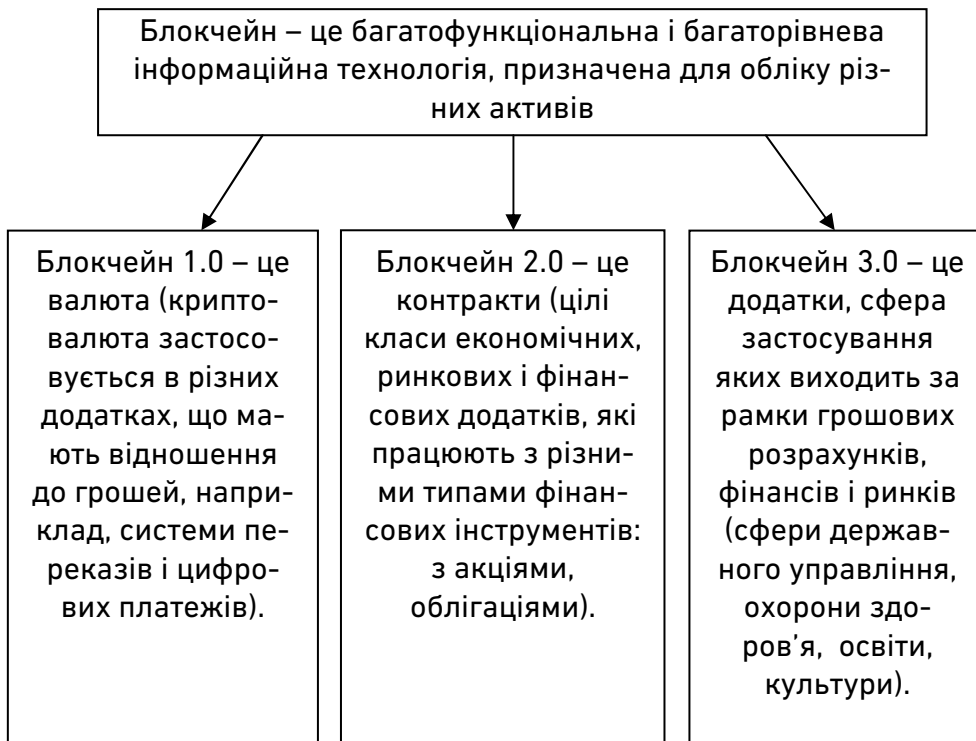 Блокчейн – це багатофункціональна і багаторівнева
інформаційна технологія, призначена для обліку різ-
них активів
Блокчейн 1.0 – це
валюта (крипто-
валюта застосо-
вується в різних
додатках, що ма-
ють відношення
до грошей, напри-
клад, системи пе-
реказів і цифро-
вих платежів).
Блокчейн 2.0 – це
контракти (цілі
класи економічних,
ринкових і фінан-
сових додатків, які
працюють з різни-
ми типами фінан-
сових інструментів:
з акціями,
облігаціями).
Блокчейн 3.0 – це
додатки, сфера
застосування
яких виходить за
рамки грошових
розрахунків,
фінансів і ринків
(сфери держав-
ного управління,
охорони здо-
ров’я,  освіти,
культури).